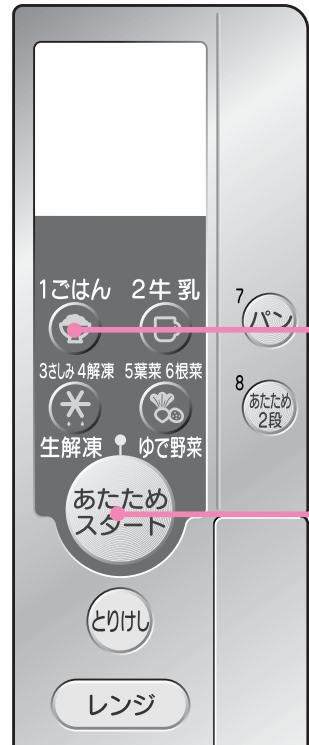 1ごはん 2牛乳
7
パン
3さしみ 4解凍 5葉菜 6根菜
8
あたため
2段
生解凍 ゆで野菜
あたため
スタート
とりけし
レンジ